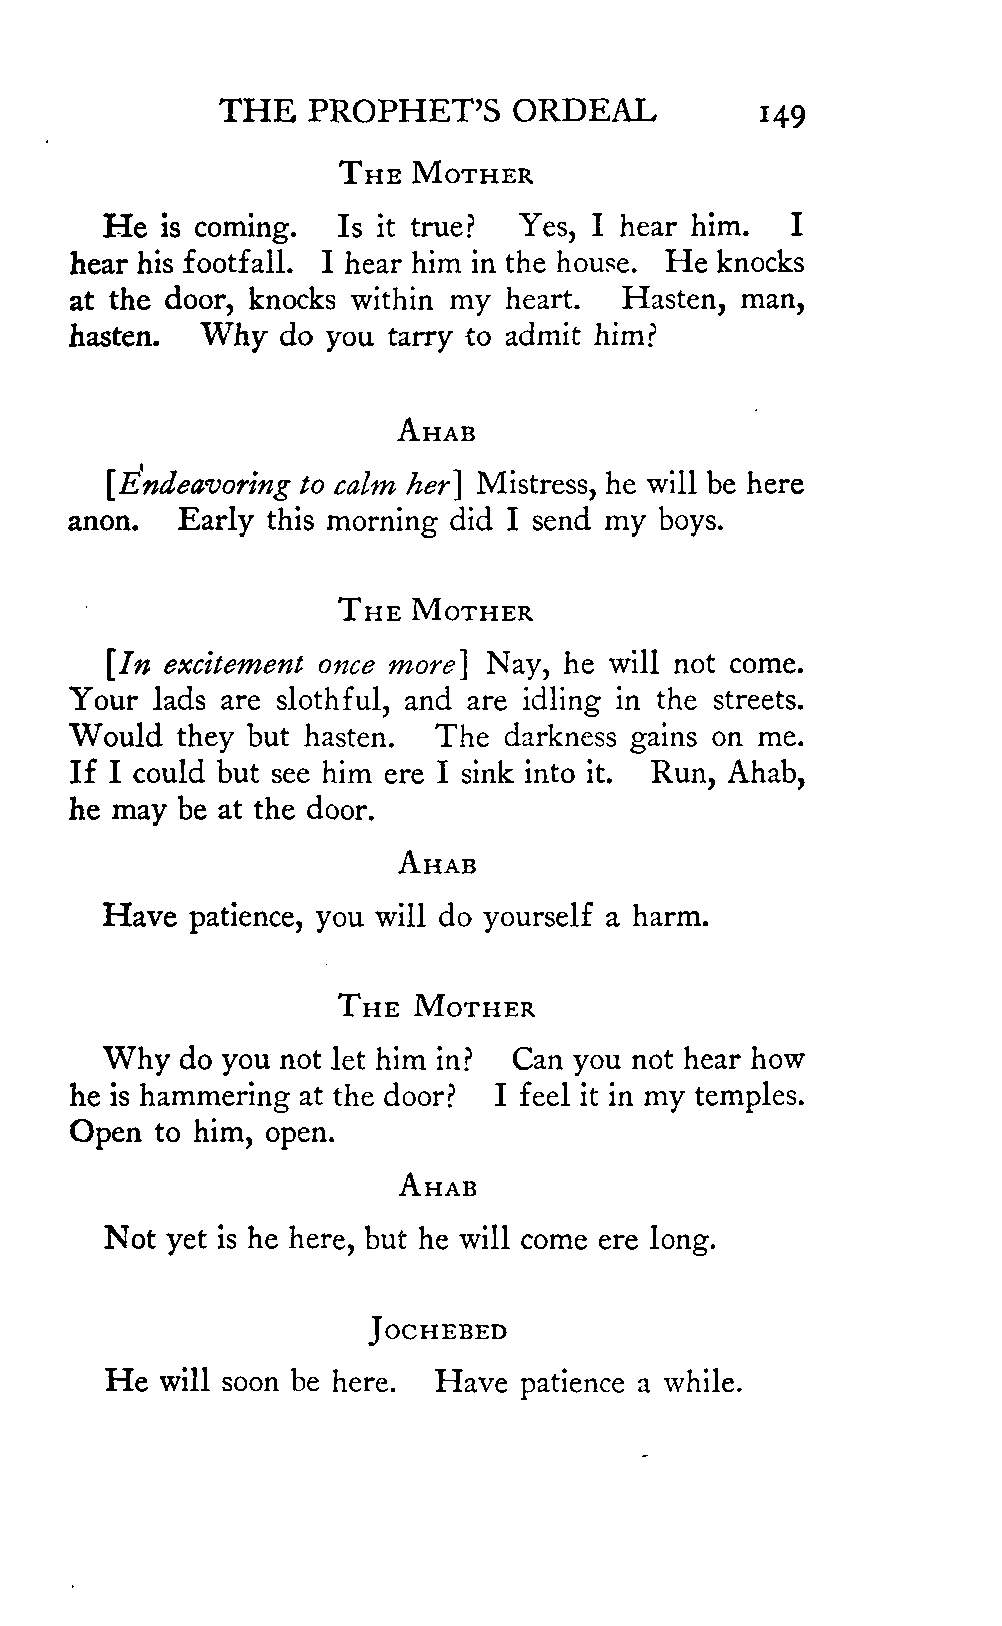 THE PROPHET'S ORDEAL 149
THE MOTHER
He is coming. Is it true? Yes, I hear him. I
hear his footfall. I hear him in the house. He knocks
at the door, knocks within my heart. Hasten, man,
hasten. Why do you tarry to admit him?
AHAB
[Endeavoring to calm her] Mistress, he will be here
anon. Early this morning did I send my boys.
THE MOTHER
[In excitement once more] Nay, he will not come.
Your lads are slothful, and are idling in the streets.
Would they but hasten. The darkness gains on me.
If I could but see him ere I sink into it. Run, Ahab,
he may be at the door.
AHAB
Have patience, you will do yourself a harm.
THE MOTHER
Why do you not let him in? Can you not hear how
he is hammering at the door? I feel it in my temples.
Open to him, open.
AHAB
Not yet is he here, but he will come ere long.
JOCHEBED
He will soon be here. Have patience a while.